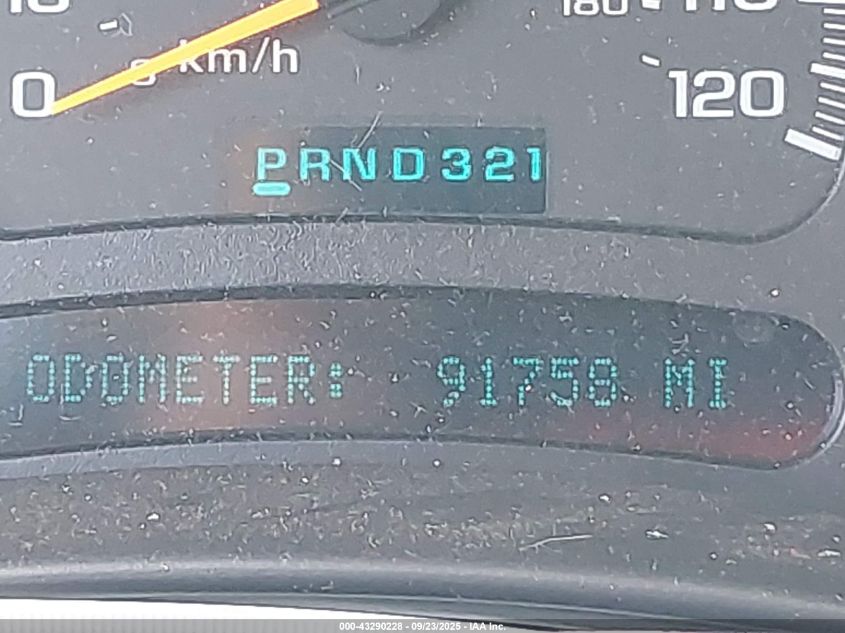 km/h
0
120
PRND321
ODOMETER: 91758 MI
000-43290228 - 09/23/2025 - IAA Inc.